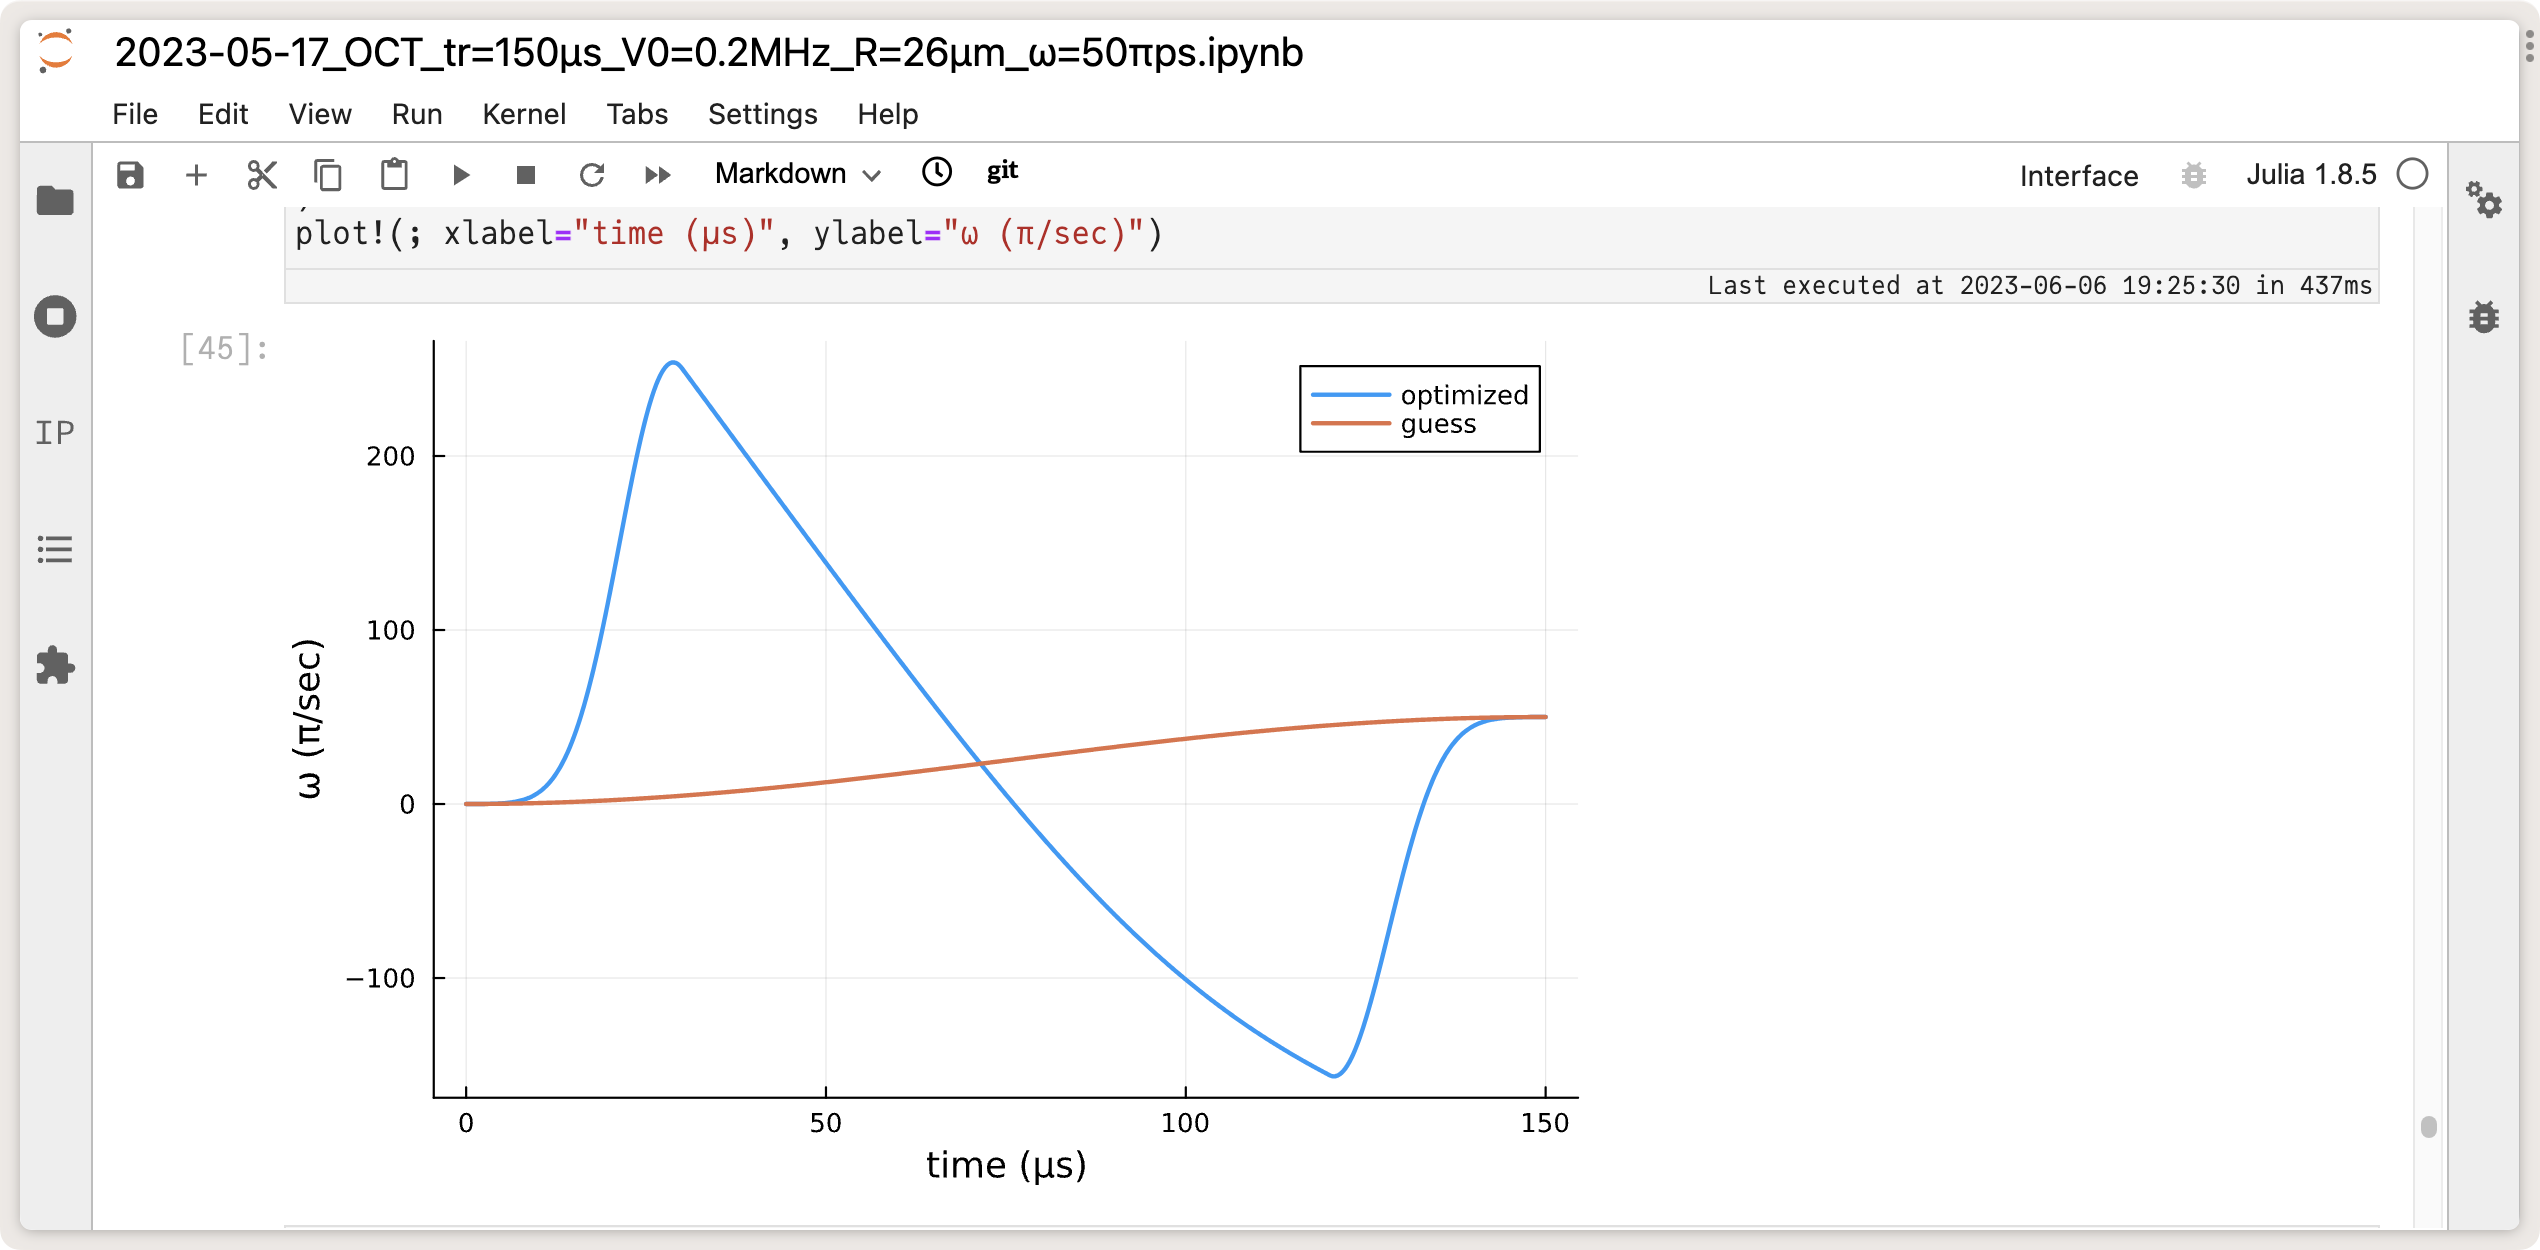 2023-05-17_OCT_tr=150µs_V0=0.2MHz_R=26µm_ω=50πps.ipynb
File Edit View Run Kernel Tabs Settings Help
Markdown git Interface Julia 1.8.5
plot!(; xlabel="time (µs)", ylabel="ω (π/sec)")
Last executed at 2023-06-06 19:25:30 in 437ms
[45]:
IP
optimized
guess
200
100
0
−100
ω (π/sec)
0 50 100 150
time (µs)